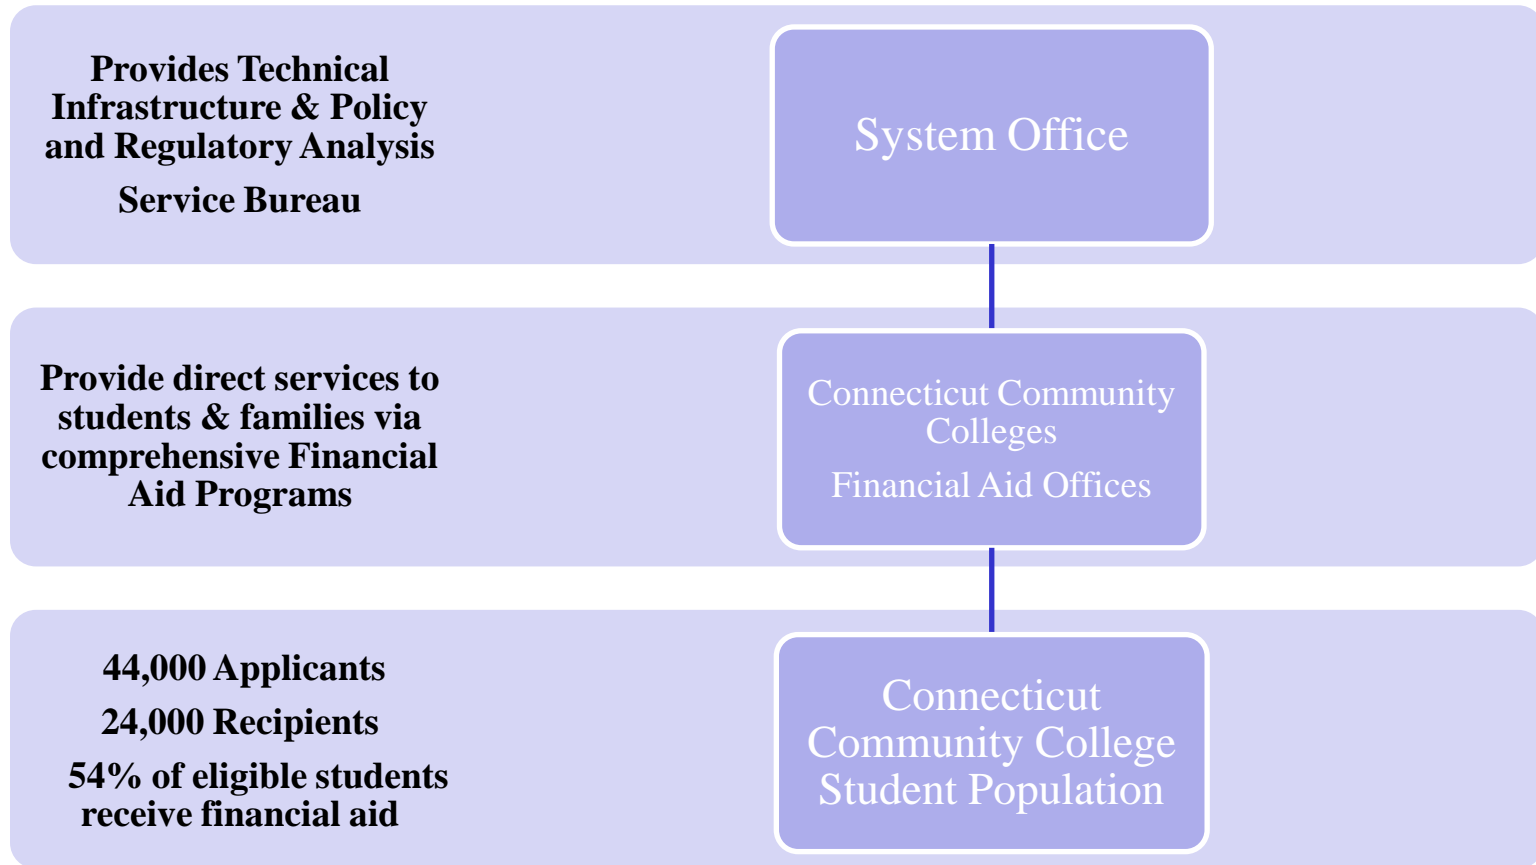 Provides Technical
Infrastructure & Policy
and Regulatory Analysis
Service Bureau
System Office
Provide direct services to
students & families via
comprehensive Financial
Aid Programs
Connecticut Community
Colleges
Financial Aid Offices
44,000 Applicants
24,000 Recipients
54% of eligible students
receive financial aid
Connecticut
Community College
Student Population